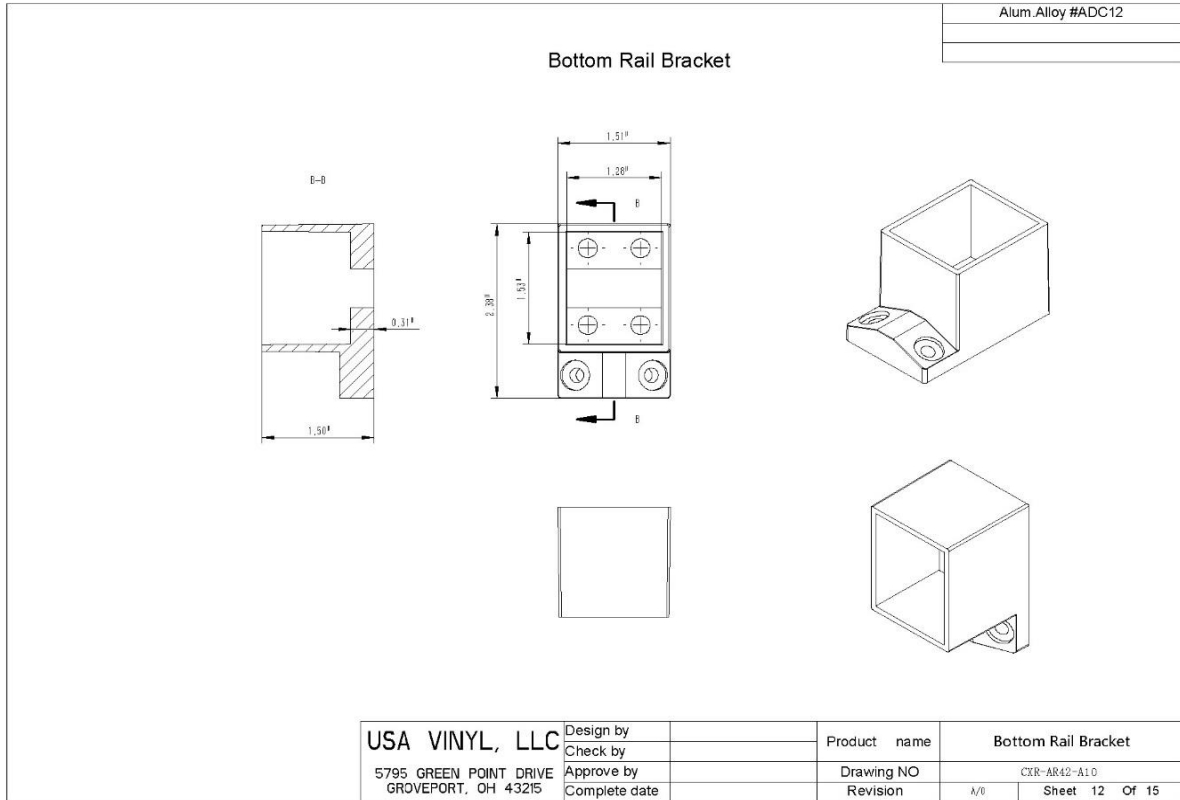 Alum.Alloy #ADC12
Bottom Rail Bracket
1.51"
B-B
1.28"
B
2.38"
1.53"
0.31"
1.50"
B
USA VINYL, LLC
5795 GREEN POINT DRIVE
GROVEPORT, OH 43215
Design by
Check by
Approve by
Complete date
Product name
Bottom Rail Bracket
Drawing NO
CXR-AR42-A10
Revision
A/0
Sheet 12 Of 15